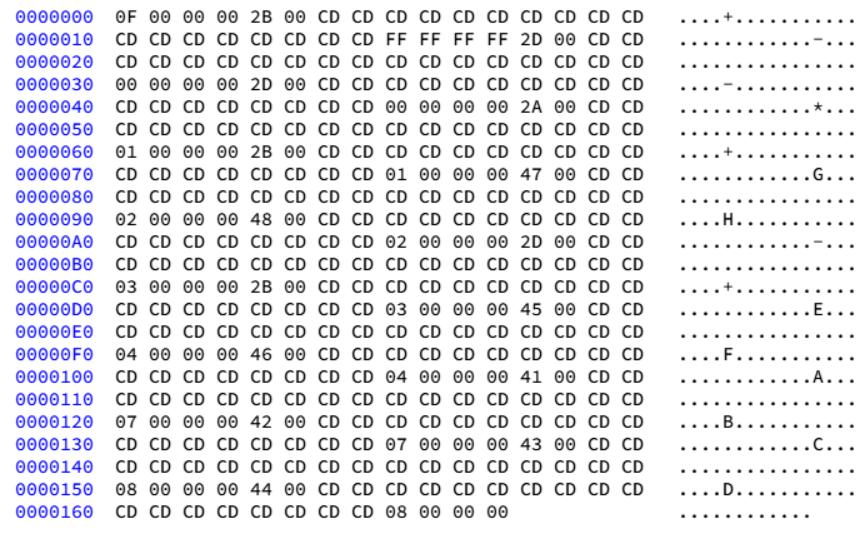 0000000 0F 00 00 00 2B 00 CD CD CD CD CD CD CD CD CD CD ....+...........
0000010 CD CD CD CD CD CD CD CD FF FF FF FF 2D 00 CD CD ............-...
0000020 CD CD CD CD CD CD CD CD CD CD CD CD CD CD CD CD ................
0000030 00 00 00 00 2D 00 CD CD CD CD CD CD CD CD CD CD ....-...........
0000040 CD CD CD CD CD CD CD CD 00 00 00 00 2A 00 CD CD ............*...
0000050 CD CD CD CD CD CD CD CD CD CD CD CD CD CD CD CD ................
0000060 01 00 00 00 2B 00 CD CD CD CD CD CD CD CD CD CD ....+...........
0000070 CD CD CD CD CD CD CD CD 01 00 00 00 47 00 CD CD ............G...
0000080 CD CD CD CD CD CD CD CD CD CD CD CD CD CD CD CD ................
0000090 02 00 00 00 48 00 CD CD CD CD CD CD CD CD CD CD ....H...........
00000A0 CD CD CD CD CD CD CD CD 02 00 00 00 2D 00 CD CD ............-...
00000B0 CD CD CD CD CD CD CD CD CD CD CD CD CD CD CD CD ................
00000C0 03 00 00 00 2B 00 CD CD CD CD CD CD CD CD CD CD ....+...........
00000D0 CD CD CD CD CD CD CD CD 03 00 00 00 45 00 CD CD ............E...
00000E0 CD CD CD CD CD CD CD CD CD CD CD CD CD CD CD CD ................
00000F0 04 00 00 00 46 00 CD CD CD CD CD CD CD CD CD CD ....F...........
0000100 CD CD CD CD CD CD CD CD 04 00 00 00 41 00 CD CD ............A...
0000110 CD CD CD CD CD CD CD CD CD CD CD CD CD CD CD CD ................
0000120 07 00 00 00 42 00 CD CD CD CD CD CD CD CD CD CD ....B...........
0000130 CD CD CD CD CD CD CD CD 07 00 00 00 43 00 CD CD ............C...
0000140 CD CD CD CD CD CD CD CD CD CD CD CD CD CD CD CD ................
0000150 08 00 00 00 44 00 CD CD CD CD CD CD CD CD CD CD ....D...........
0000160 CD CD CD CD CD CD CD CD 08 00 00 00 ............